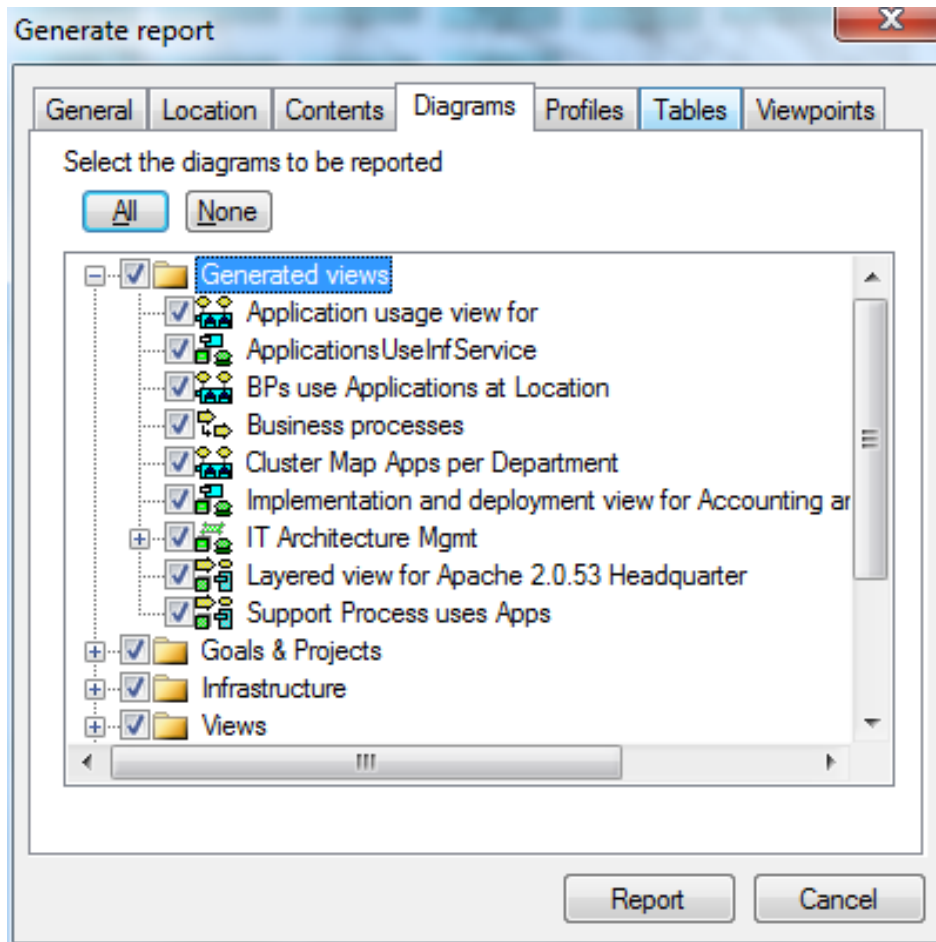 Generate report
General Location Contents Diagrams Profiles Tables Viewpoints
Select the diagrams to be reported
All None
Generated views
Application usage view for
ApplicationsUseInfService
BPs use Applications at Location
Business processes
Cluster Map Apps per Department
Implementation and deployment view for Accounting ar
IT Architecture Mgmt
Layered view for Apache 2.0.53 Headquarter
Support Process uses Apps
Goals & Projects
Infrastructure
Views
Report Cancel